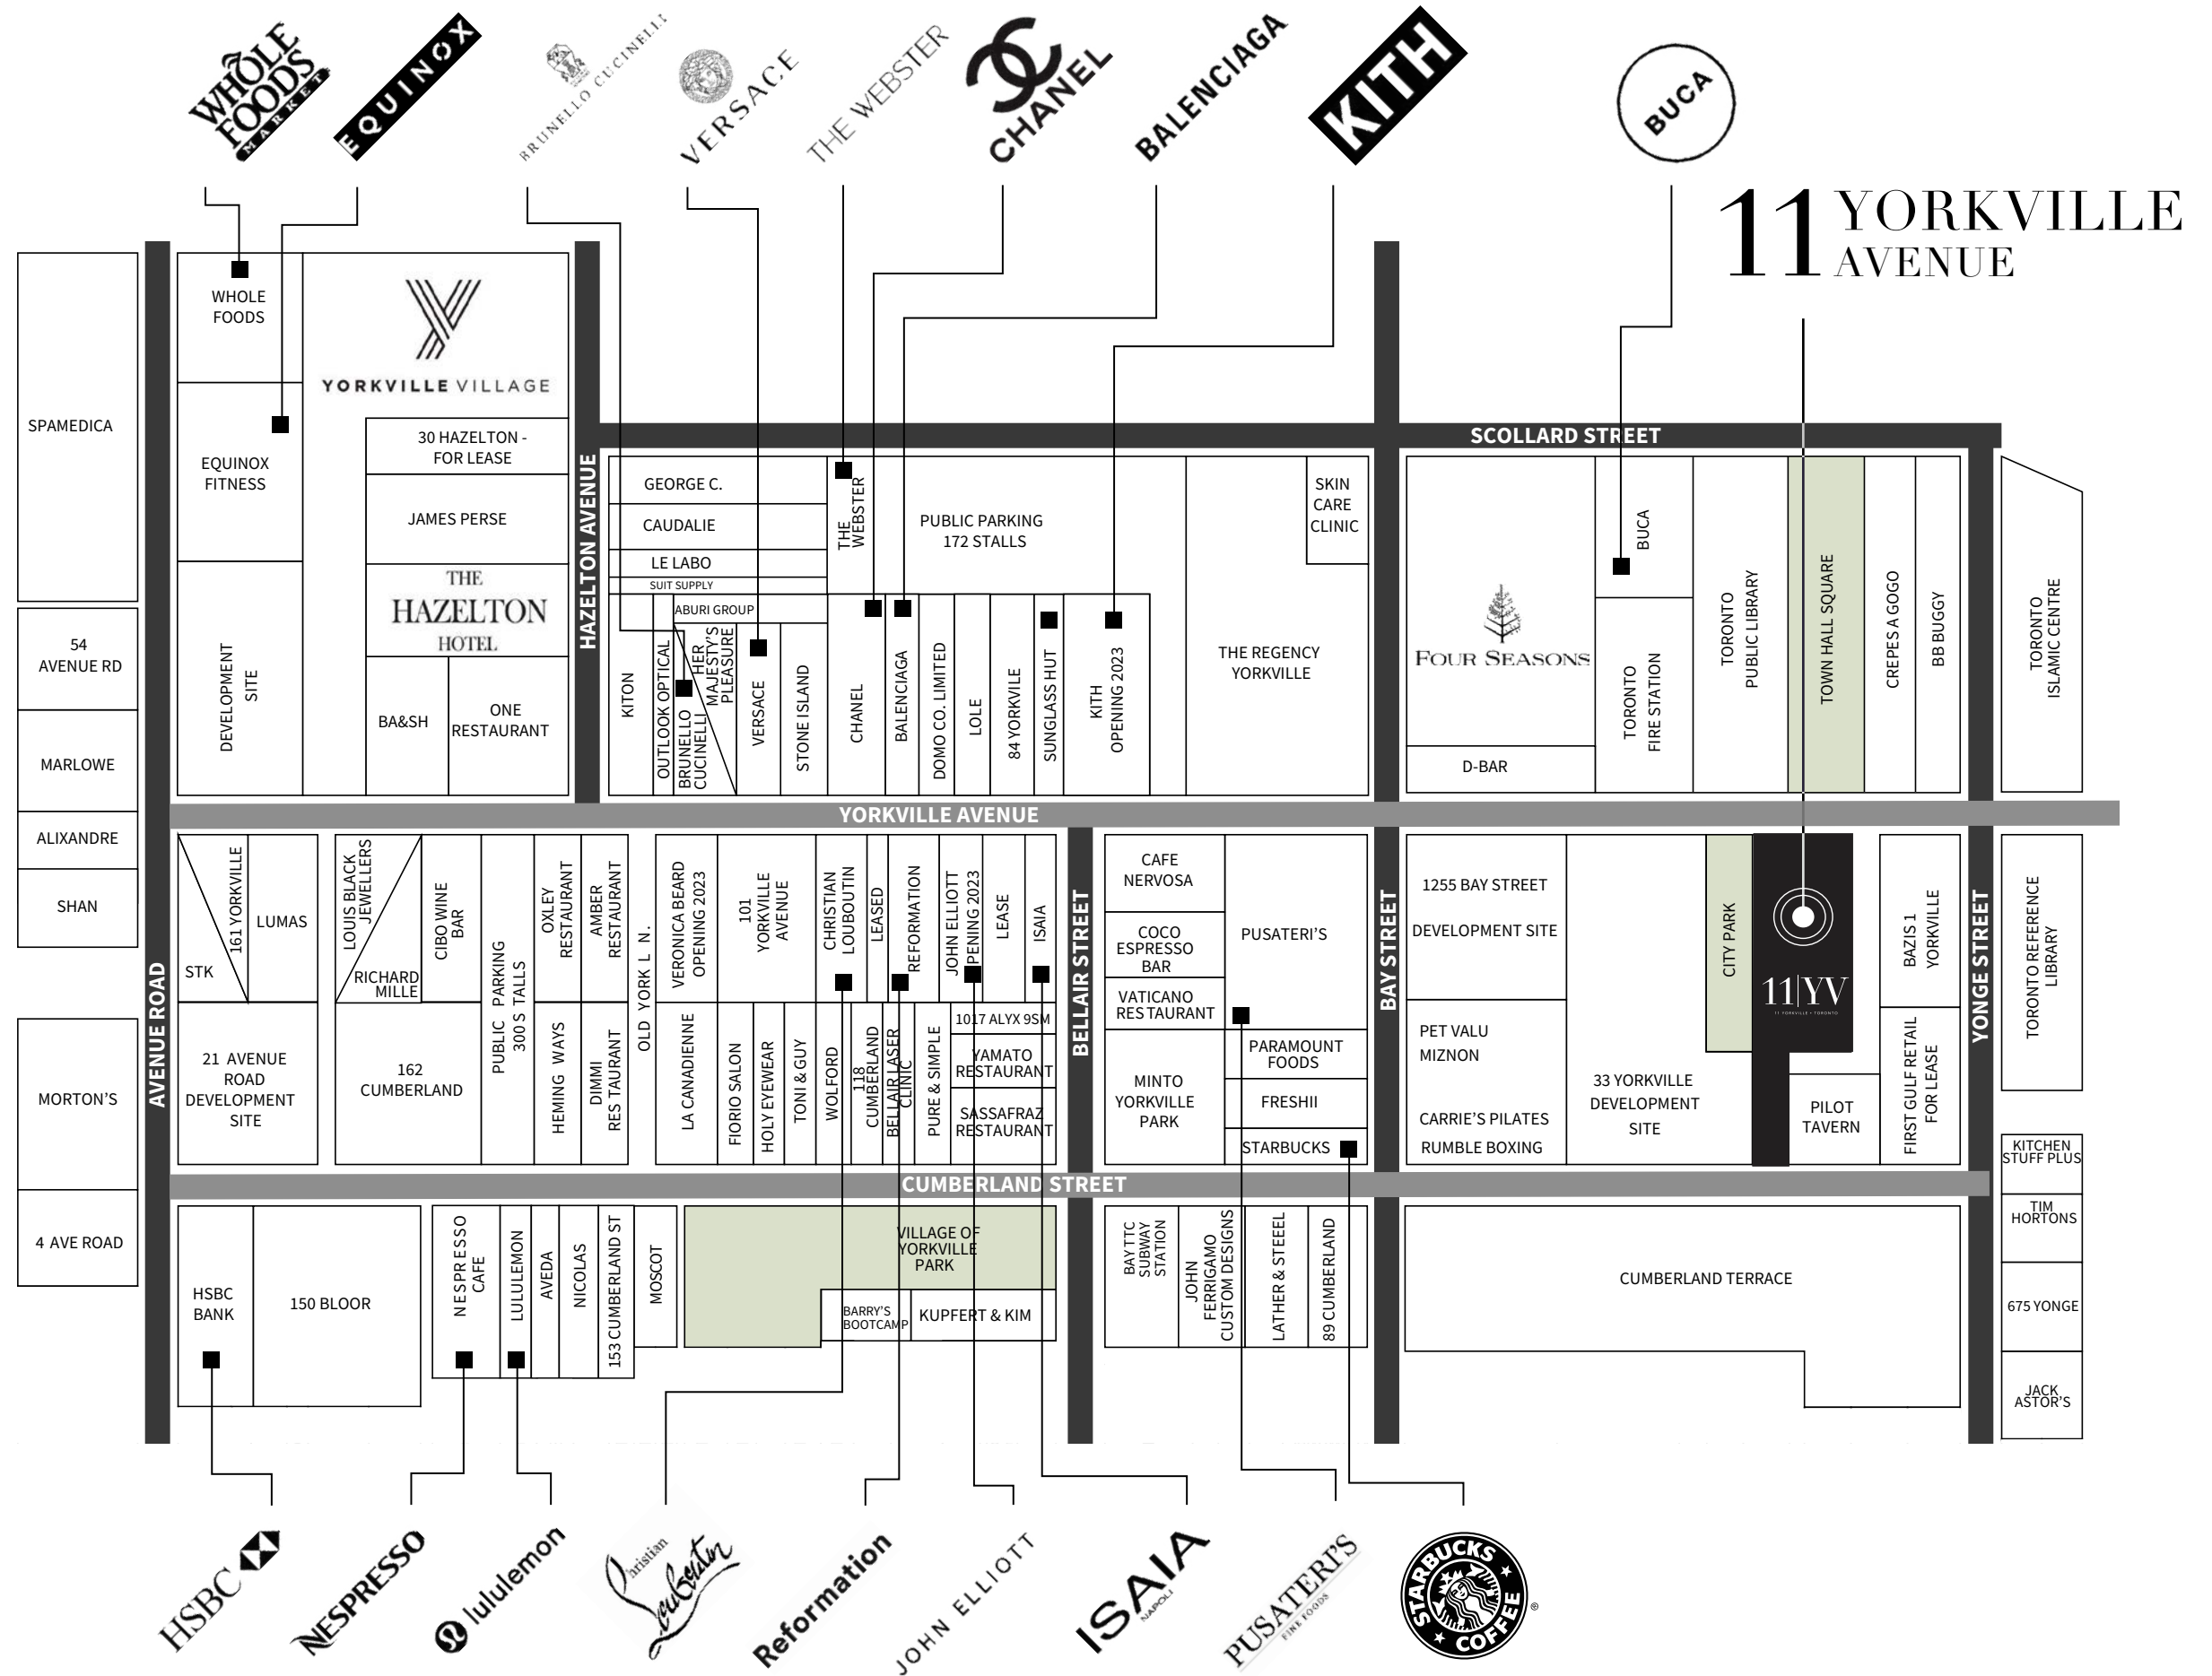 WHOLE
FOODS
MARKET
EQUINOX
BRUNELLO CUCINELLI
VERSACE
THE WEBSTER
CHANEL
BALENCIAGA
KITH
BUCA
11 YORKVILLE
AVENUE
SPAMEDICA
54
AVENUE RD
MARLOWE
ALIXANDRE
SHAN
MORTON'S
4 AVE ROAD
AVENUE ROAD
WHOLE
FOODS
EQUINOX
FITNESS
DEVELOPMENT
SITE
YORKVILLE VILLAGE
30 HAZELTON -
FOR LEASE
JAMES PERSE
THE
HAZELTON
HOTEL
BA&SH
ONE
RESTAURANT
HAZELTON AVENUE
SCOLLARD STREET
GEORGE C.
CAUDALIE
LE LABO
SUIT SUPPLY
ABURI GROUP
KITON
OUTLOOK OPTICAL
BRUNELLO
CUCINELLI
HER
MAJESTY'S
PLEASURE
VERSACE
STONE ISLAND
THE
WEBSTER
PUBLIC PARKING
172 STALLS
CHANEL
BALENCIAGA
DOMO CO. LIMITED
LOLE
84 YORKVILE
SUNGLASS HUT
KITH
OPENING 2023
THE REGENCY
YORKVILLE
SKIN
CARE
CLINIC
FOUR SEASONS
D-BAR
BUCA
TORONTO
FIRE STATION
TORONTO
PUBLIC LIBRARY
TOWN HALL SQUARE
CREPES A GOGO
BB BUGGY
TORONTO
ISLAMIC CENTRE
YORKVILLE AVENUE
161 YORKVILLE
STK
LUMAS
21 AVENUE
ROAD
DEVELOPMENT
SITE
LOUIS BLACK
JEWELLERS
RICHARD
MILLE
CIBO WINE
BAR
162
CUMBERLAND
PUBLIC PARKING
300 S TALLS
OXLEY
RESTAURANT
AMBER
RESTAURANT
HEMING WAYS
DIMMI
RES TAURANT
OLD YORK L N.
VERONICA BEARD
OPENING 2023
101
YORKVILLE
AVENUE
CHRISTIAN
LOUBOUTIN
LEASED
REFORMATION
JOHN ELLIOTT
PENING 2023
LEASE
ISAIA
LA CANADIENNE
FIORIO SALON
HOLY EYEWEAR
TONI & GUY
WOLFORD
118
CUMBERLAND
BELLAIR LASER
CLINIC
PURE & SIMPLE
1017 ALYX 9SM
YAMATO
RESTAURANT
SASSAFRAZ
RESTAURANT
BELLAIR STREET
CAFE
NERVOSA
COCO
ESPRESSO
BAR
VATICANO
RES TAURANT
MINTO
YORKVILLE
PARK
PUSATERI'S
PARAMOUNT
FOODS
FRESHII
STARBUCKS
BAY STREET
1255 BAY STREET
DEVELOPMENT SITE
PET VALU
MIZNON
CARRIE'S PILATES
RUMBLE BOXING
33 YORKVILLE
DEVELOPMENT
SITE
CITY PARK
11|YV
11 YORKVILLE • TORONTO
PILOT
TAVERN
BAZIS 1
YORKVILLE
FIRST GULF RETAIL
FOR LEASE
YONGE STREET
TORONTO REFERENCE
LIBRARY
KITCHEN
STUFF PLUS
TIM
HORTONS
675 YONGE
JACK
ASTOR'S
CUMBERLAND STREET
HSBC
BANK
150 BLOOR
NESPRESSO
CAFE
LULULEMON
AVEDA
NICOLAS
153 CUMBERLAND ST
MOSCOT
VILLAGE OF
YORKVILLE
PARK
BARRY'S
BOOTCAMP
KUPFERT & KIM
BAY TTC
SUBWAY
STATION
JOHN
FERRIGAMO
CUSTOM DESIGNS
LATHER & STEEEL
89 CUMBERLAND
CUMBERLAND TERRACE
HSBC
NESPRESSO
lululemon
Christian
Louboutin
Reformation
JOHN ELLIOTT
ISAIA
NAPOLI
PUSATERI'S
FINE FOODS
STARBUCKS
COFFEE
®